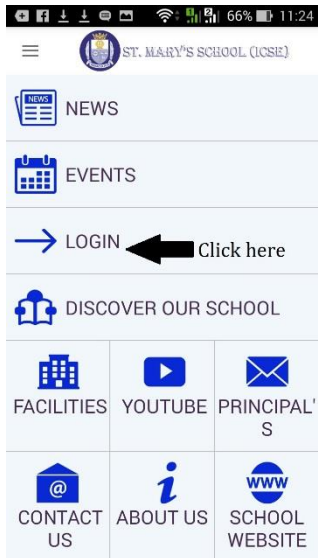 66% 11:24
ST. MARY'S SCHOOL (ICSE)
NEWS
NEWS
EVENTS
LOGIN Click here
DISCOVER OUR SCHOOL
FACILITIES YOUTUBE PRINCIPAL'
S
@ i www
CONTACT ABOUT US SCHOOL
US WEBSITE